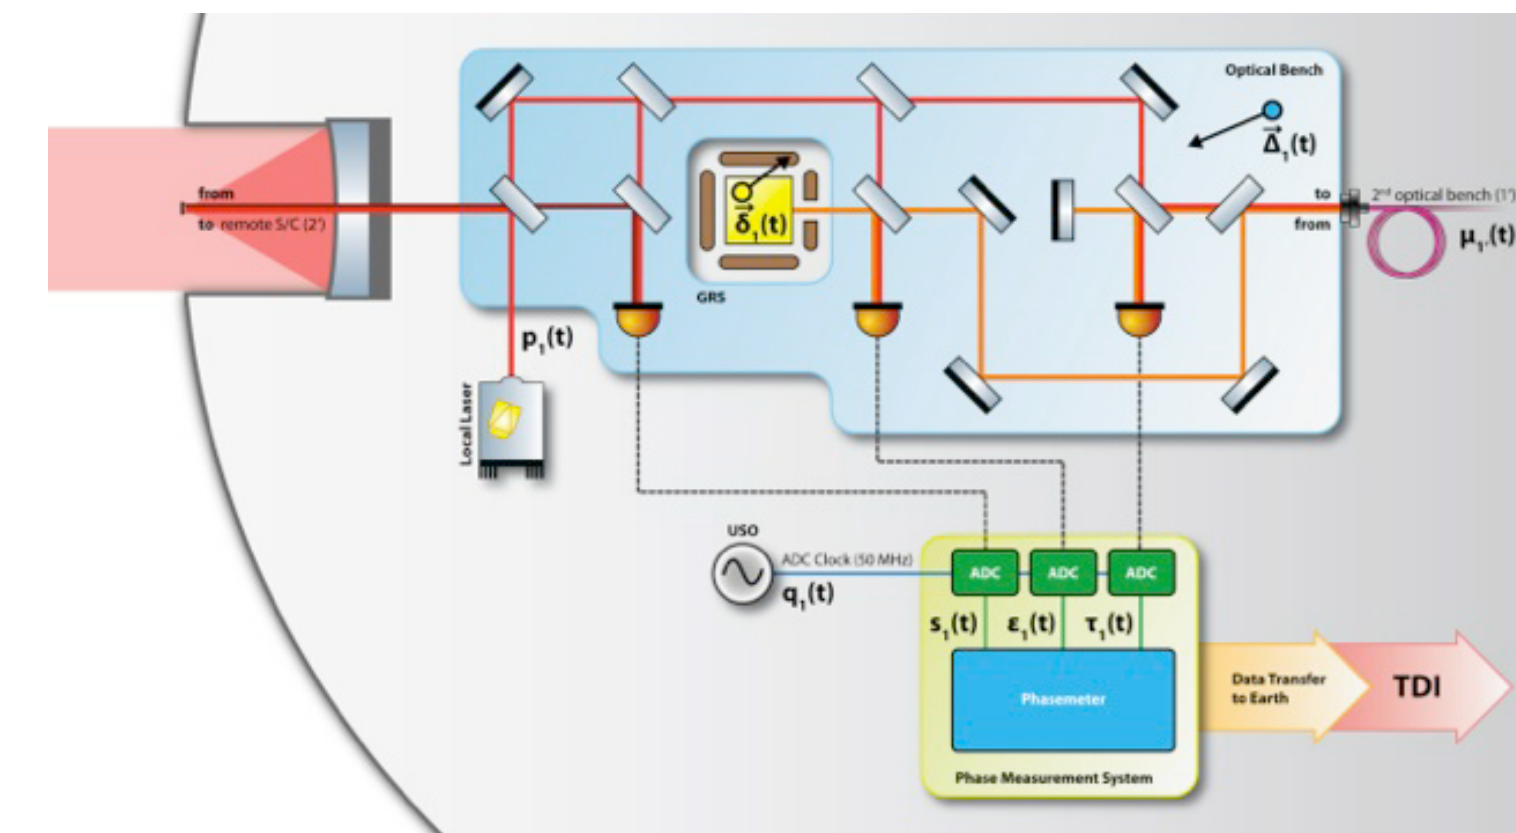 Optical Bench
Δ⃗₁(t)
from
to remote S/C (2')
to 2nd optical bench (1')
from
μ₁'(t)
δ⃗₁(t)
GRS
p₁(t)
Local Laser
USO
ADC Clock (50 MHz)
q₁(t)
ADC ADC ADC
s₁(t) ε₁(t) τ₁(t)
Phasemeter
Phase Measurement System
Data Transfer
to Earth
TDI